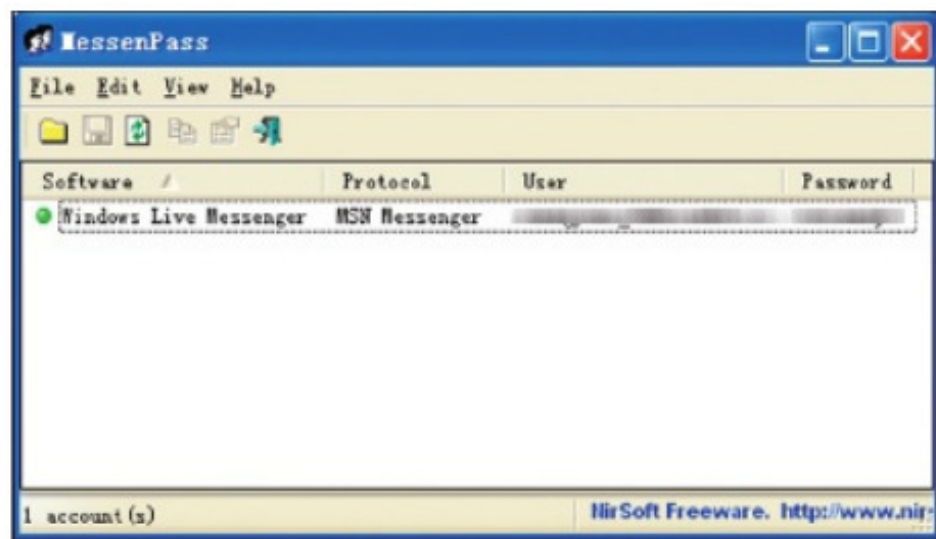 MessenPass
File Edit View Help
Software / Protocol User Password
Windows Live Messenger MSN Messenger
1 account(s) NirSoft Freeware. http://www.nir